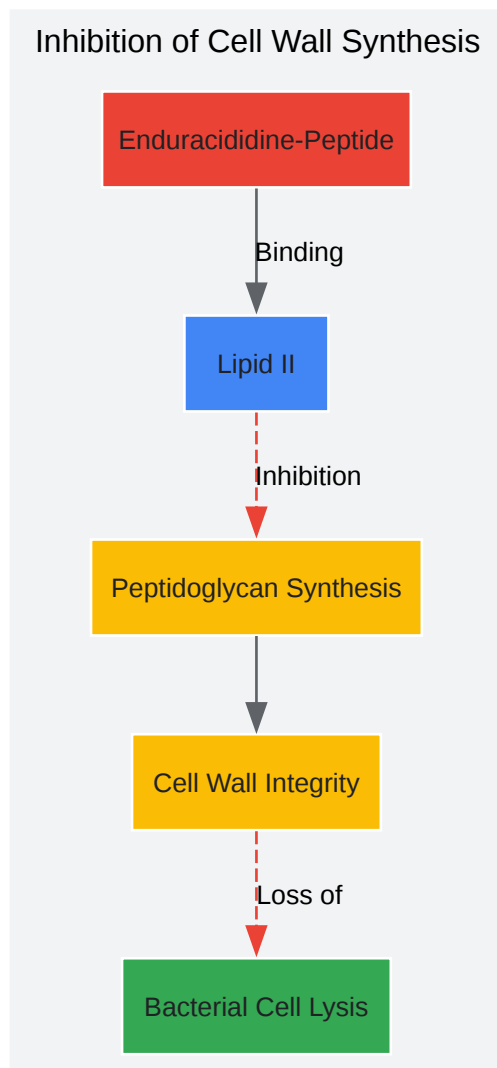 Inhibition of Cell Wall Synthesis
Enduracididine-Peptide
Binding
Lipid II
Inhibition
Peptidoglycan Synthesis
Cell Wall Integrity
Loss of
Bacterial Cell Lysis